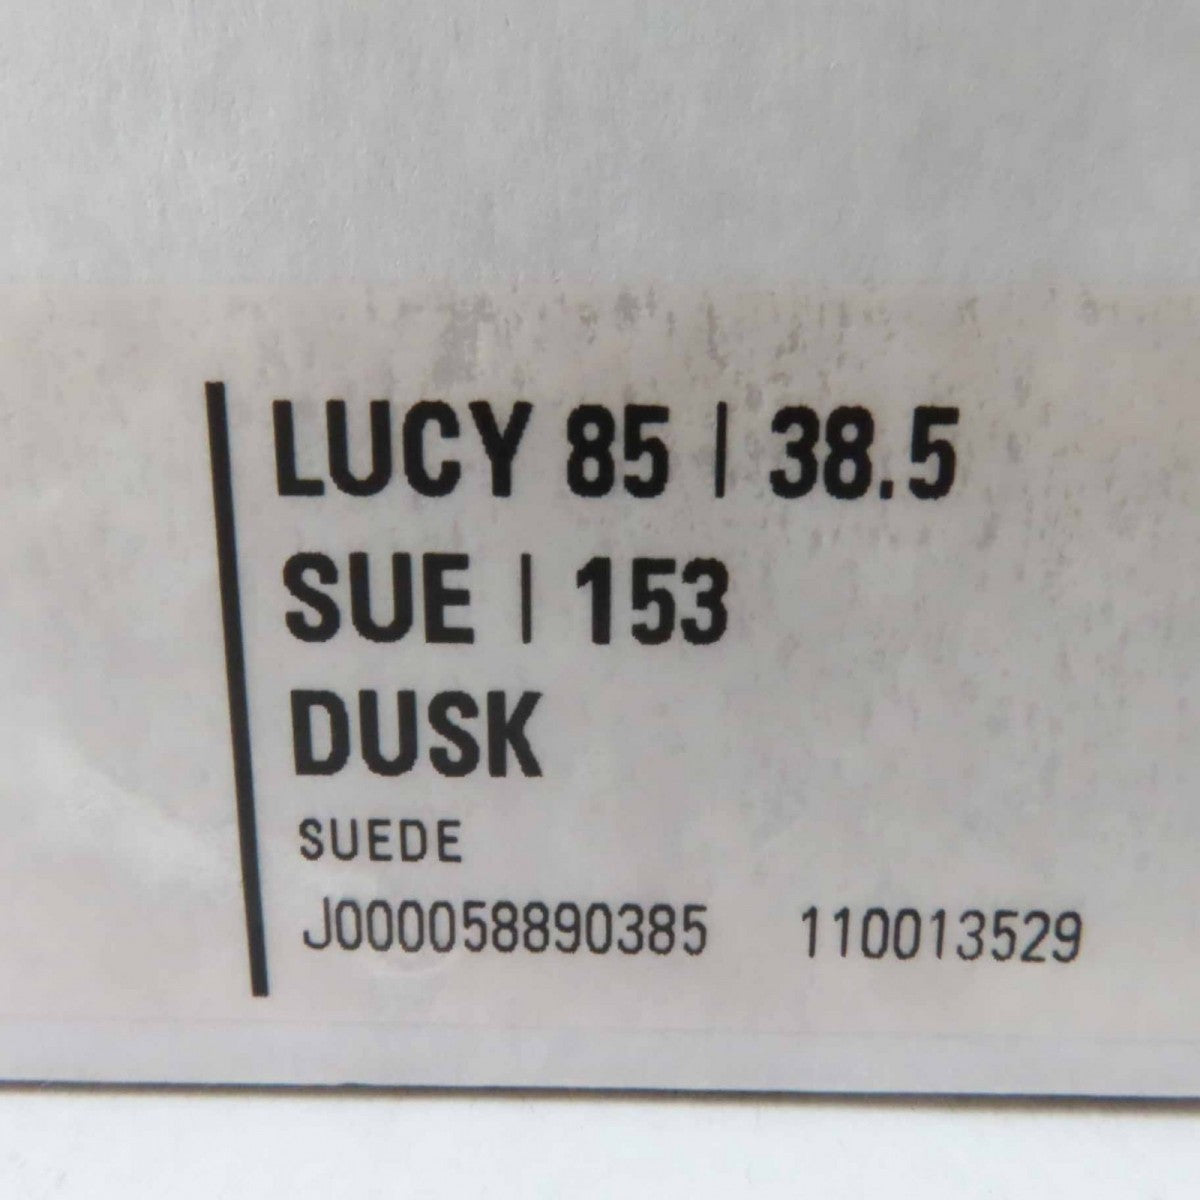 LUCY 85 | 38.5
SUE | 153
DUSK
SUEDE
J000058890385 110013529